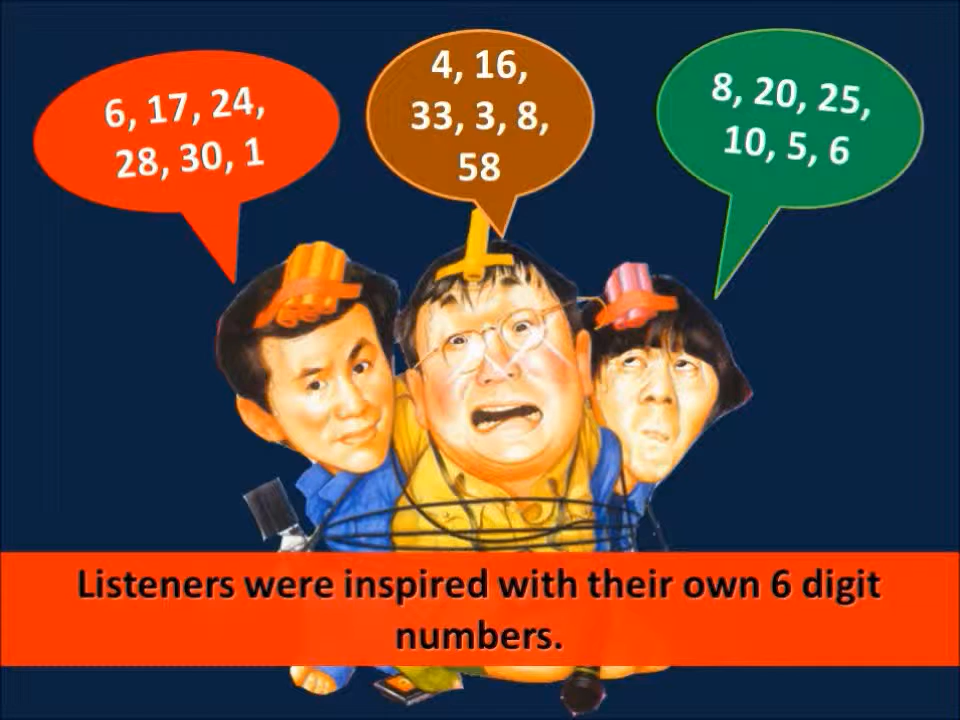 6, 17, 24,
28, 30, 1
4, 16,
33, 3, 8,
58
8, 20, 25,
10, 5, 6
Listeners were inspired with their own 6 digit
numbers.